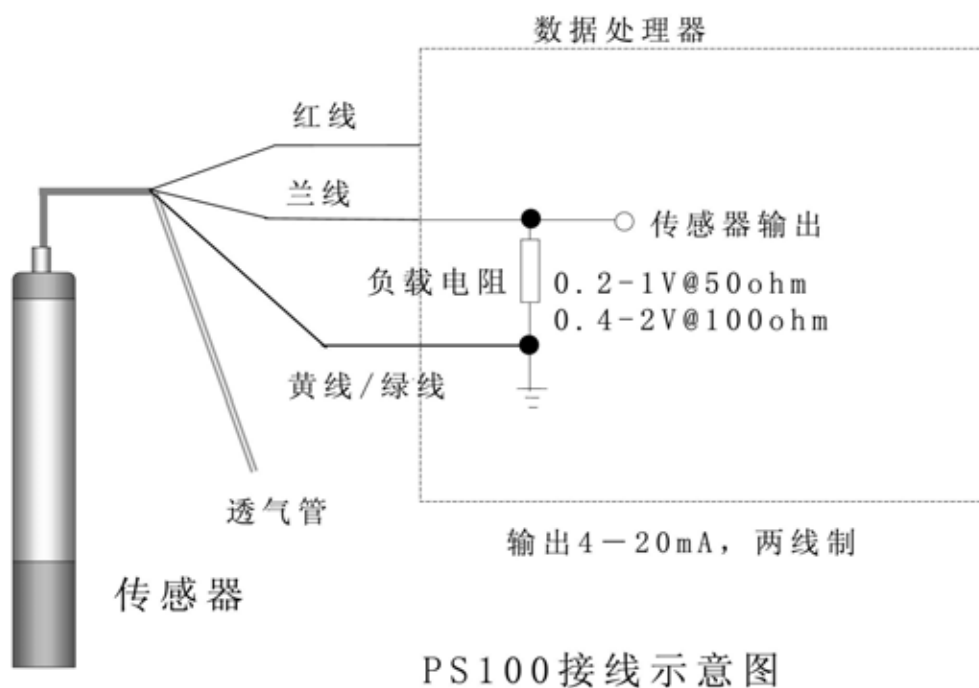 数据处理器
红线
兰线
传感器输出
负载电阻
0.2-1V@50ohm
0.4-2V@100ohm
黄线/绿线
透气管
输出4－20mA，两线制
传感器
PS100接线示意图